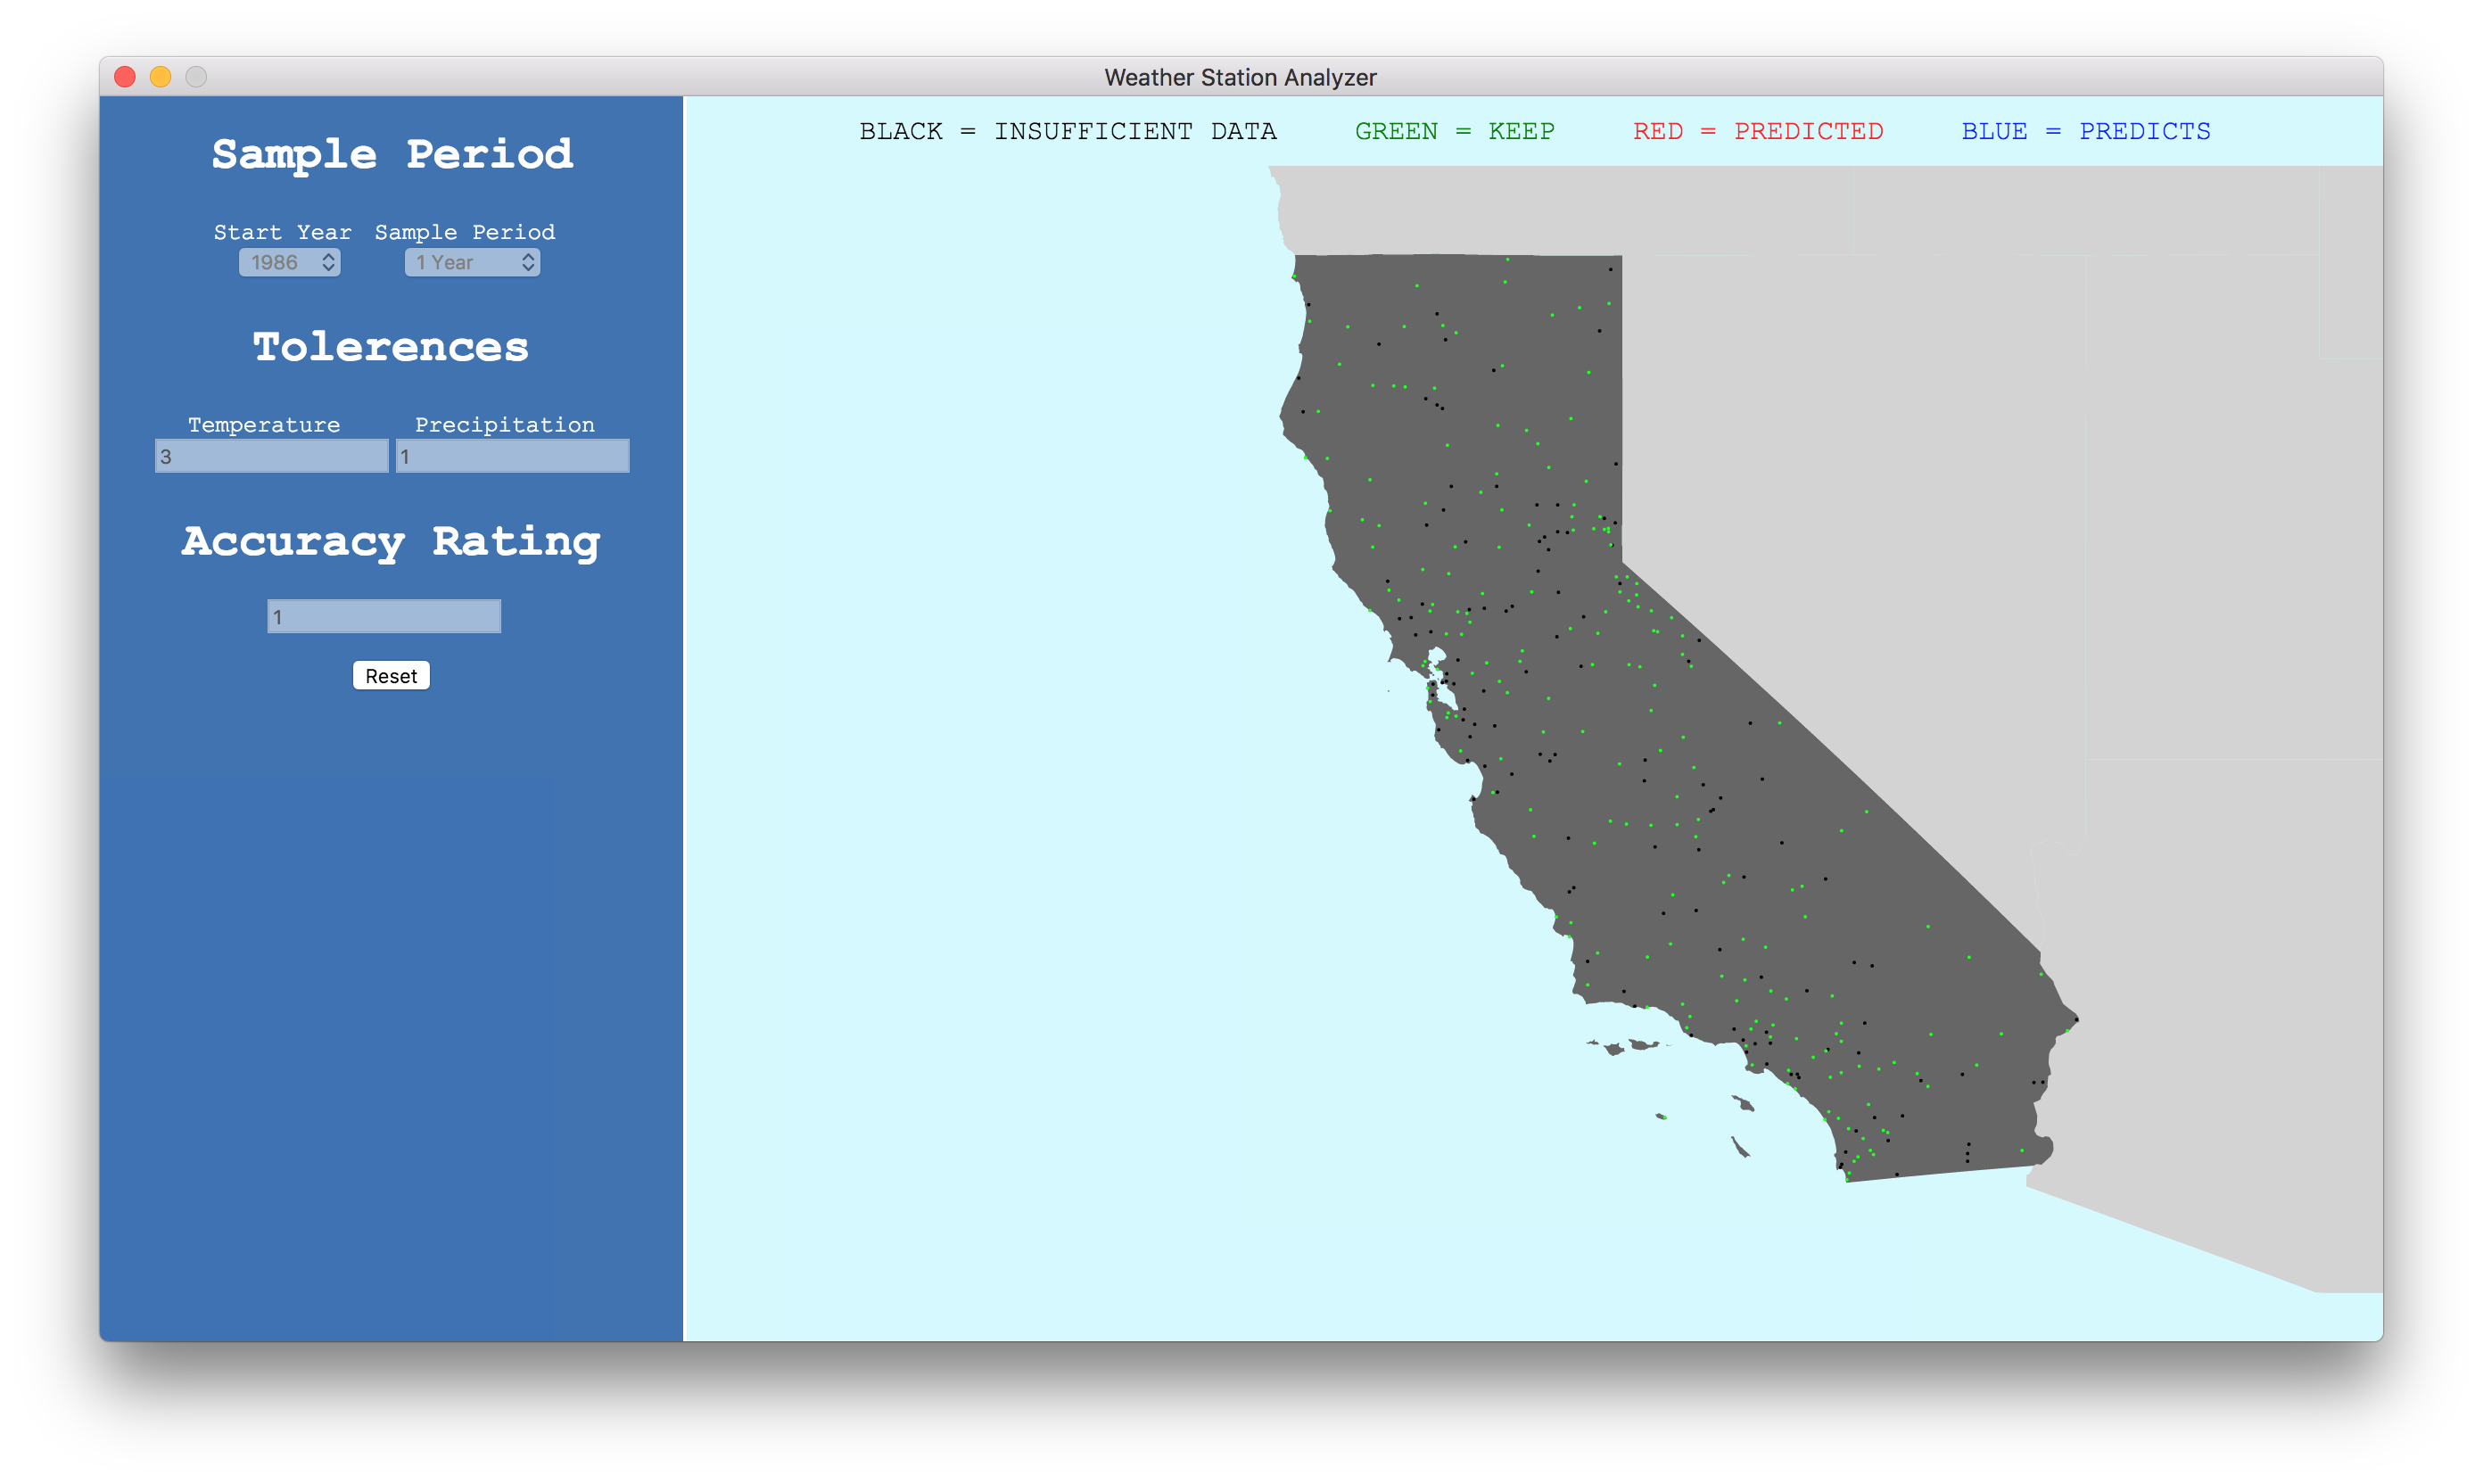 Weather Station Analyzer
Sample Period
Start Year Sample Period
1986 1 Year
Tolerences
Temperature Precipitation
3 1
Accuracy Rating
1
Reset
BLACK = INSUFFICIENT DATA GREEN = KEEP RED = PREDICTED BLUE = PREDICTS